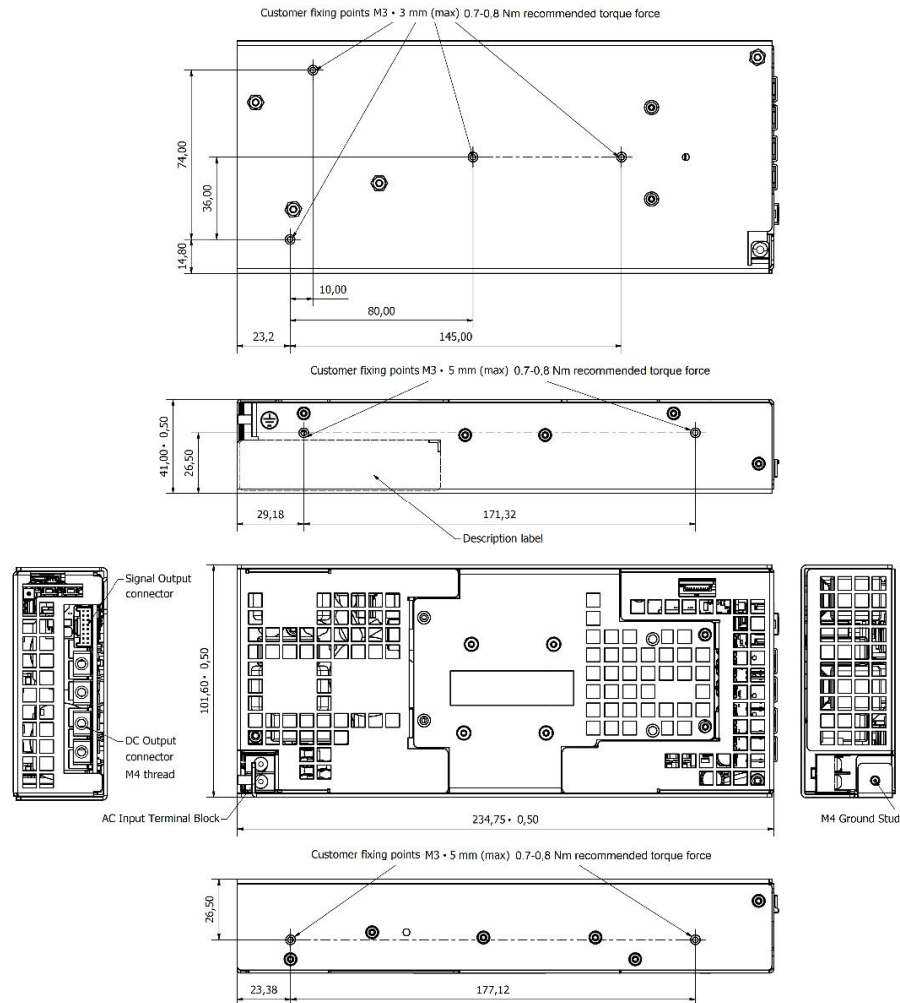 Customer fixing points M3 • 3 mm (max) 0.7-0,8 Nm recommended torque force
74,00
36,00
14,80
10,00
80,00
23,2
145,00
Customer fixing points M3 • 5 mm (max) 0.7-0,8 Nm recommended torque force
41,00 • 0,50
26,50
29,18
171,32
Description label
Signal Output
connector
DC Output
connector
M4 thread
101,60 • 0,50
AC Input Terminal Block
234,75 • 0,50
M4 Ground Stud
Customer fixing points M3 • 5 mm (max) 0.7-0,8 Nm recommended torque force
26,50
23,38
177,12